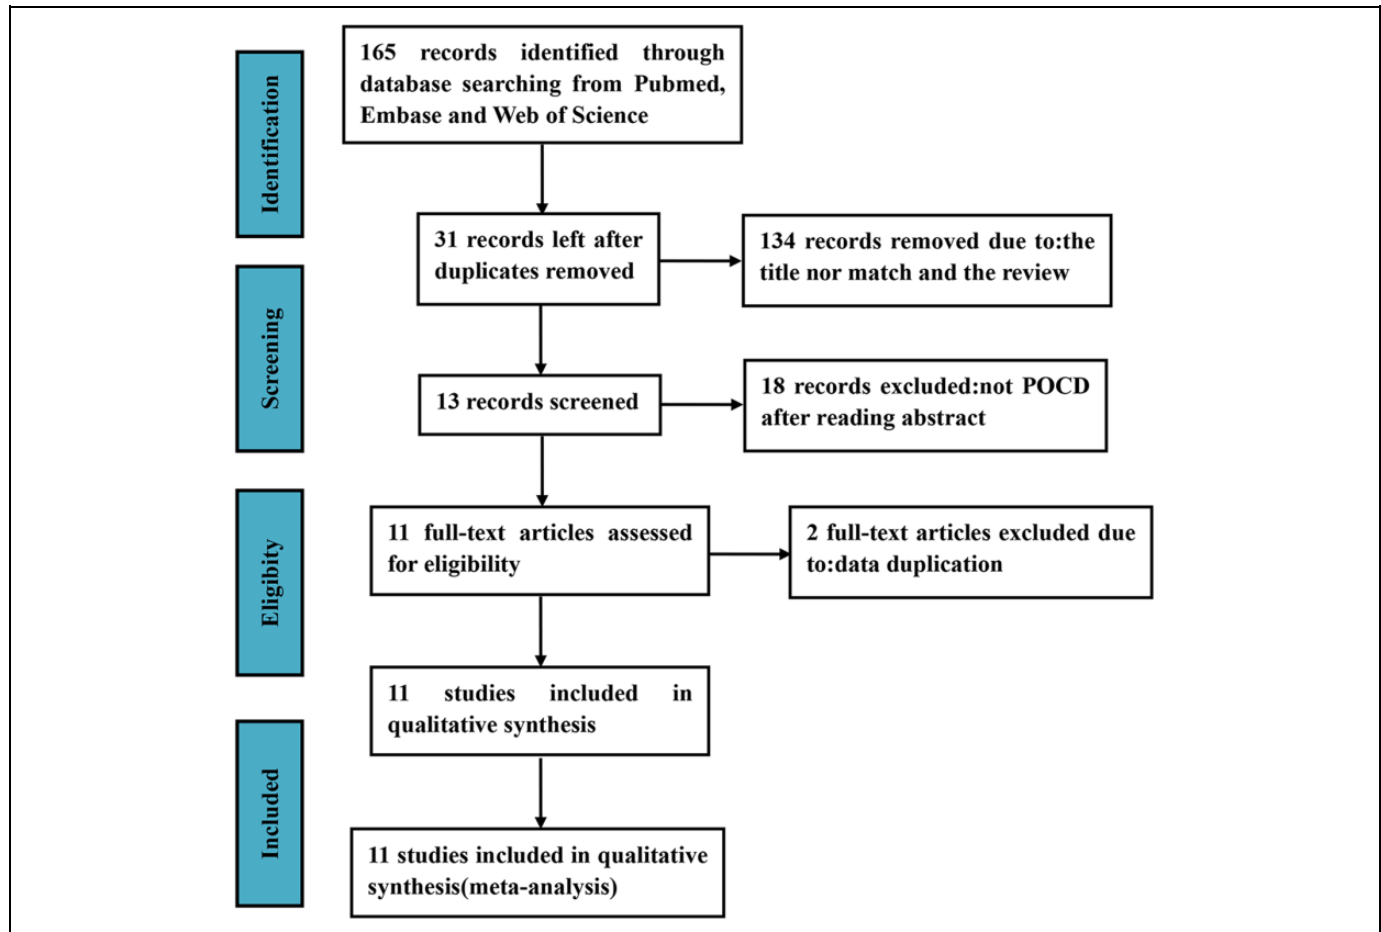 Identification
165 records identified through
database searching from Pubmed,
Embase and Web of Science
31 records left after
duplicates removed
134 records removed due to:the
title nor match and the review
Screening
13 records screened
18 records excluded:not POCD
after reading abstract
Eligibity
11 full-text articles assessed
for eligibility
2 full-text articles excluded due
to:data duplication
11 studies included in
qualitative synthesis
Included
11 studies included in qualitative
synthesis(meta-analysis)